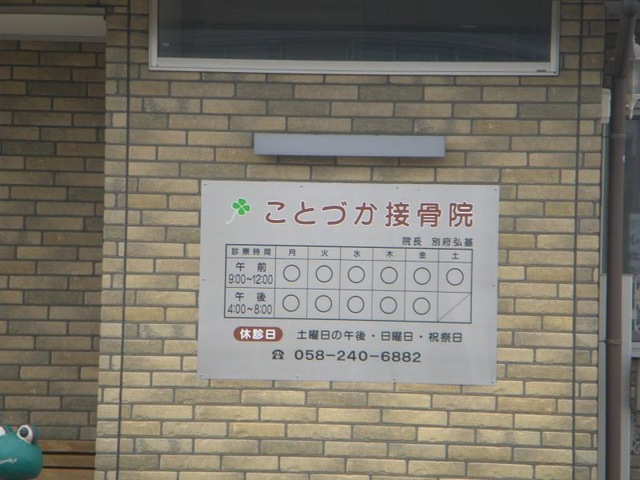 ことづか接骨院
院長 別府弘基
診療時間 月 火 水 木 金 土
午前 9:00~12:00 ○ ○ ○ ○ ○ ○
午後 4:00~8:00 ○ ○ ○ ○ ○ ／
休診日 土曜日の午後・日曜日・祝祭日
☎ 058-240-6882